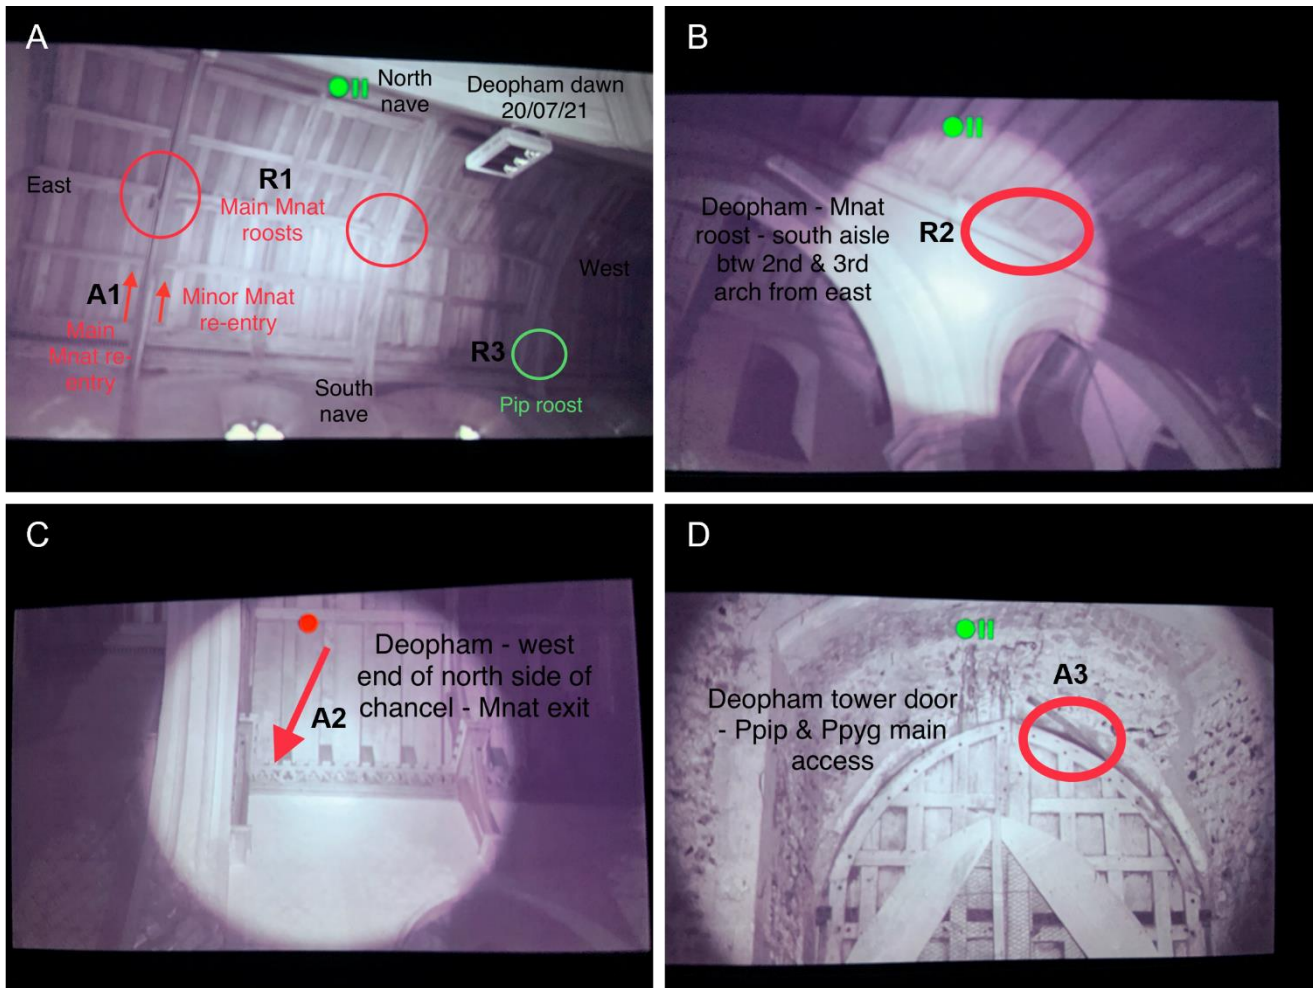 A
North
nave
Deopham dawn
20/07/21
East
R1
Main Mnat
roosts
West
A1
Minor Mnat
re-entry
Main
Mnat re-
entry
R3
South
nave
Pip roost
B
Deopham - Mnat
roost - south aisle
btw 2nd & 3rd
arch from east
R2
C
Deopham - west
end of north side of
chancel - Mnat exit
A2
D
A3
Deopham tower door
- Ppip & Ppyg main
access